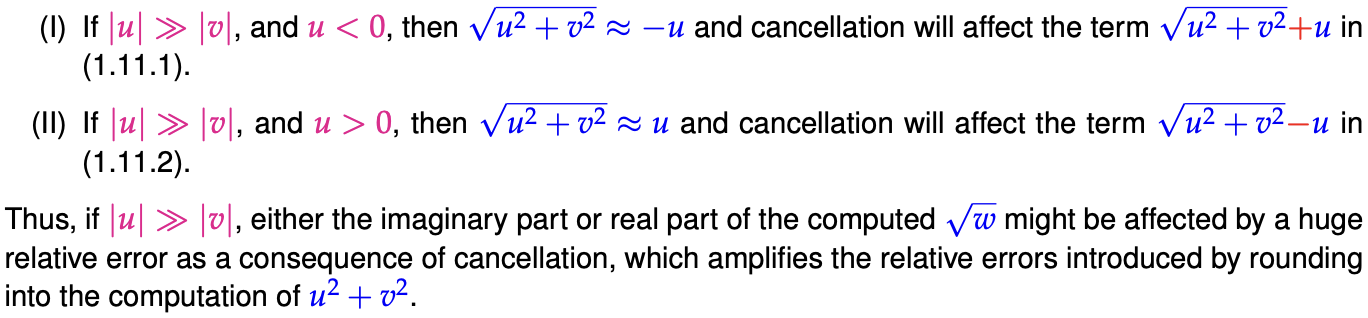 (I) If |u| ≫ |v|, and u < 0, then √(u² + v²) ≈ −u and cancellation will affect the term √(u² + v²)+u in
(1.11.1).
(II) If |u| ≫ |v|, and u > 0, then √(u² + v²) ≈ u and cancellation will affect the term √(u² + v²)−u in
(1.11.2).
Thus, if |u| ≫ |v|, either the imaginary part or real part of the computed √w might be affected by a huge
relative error as a consequence of cancellation, which amplifies the relative errors introduced by rounding
into the computation of u² + v².